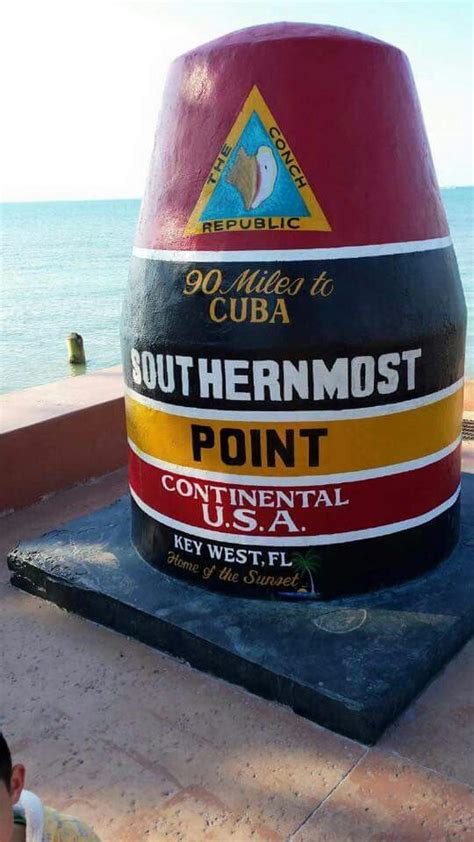 THE CONCH
REPUBLIC
90 Miles to
CUBA
SOUTHERNMOST
POINT
CONTINENTAL
U.S.A.
KEY WEST, FL
Home of the Sunset